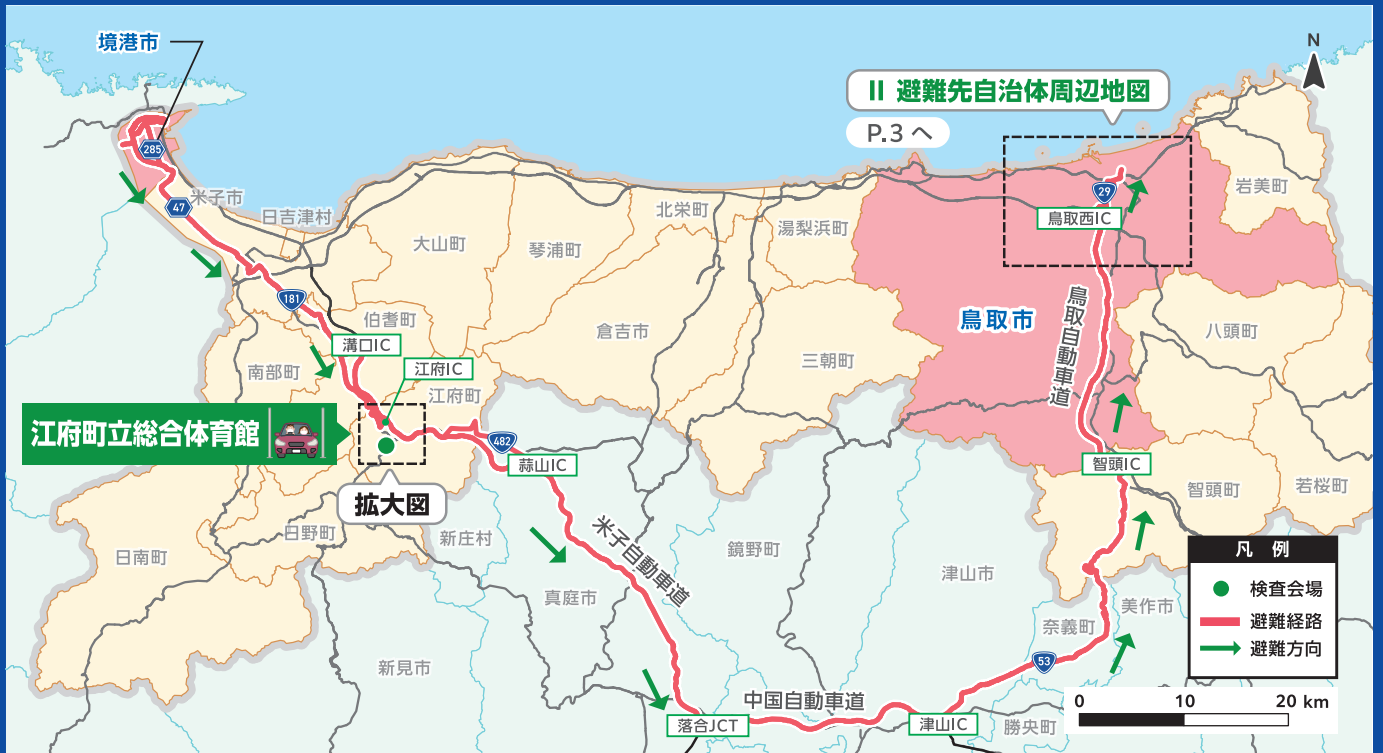 境港市
N
II 避難先自治体周辺地図
P.3 へ
285
米子市
47
日吉津村
大山町
琴浦町
北栄町
湯梨浜町
29
鳥取西IC
岩美町
181
伯耆町
溝口IC
江府IC
南部町
江府町
倉吉市
三朝町
鳥取市
鳥取自動車道
八頭町
江府町立総合体育館
482
蒜山IC
智頭IC
智頭町
若桜町
拡大図
日野町
日南町
新庄村
米子自動車道
鏡野町
津山市
真庭市
新見市
奈義町
美作市
53
中国自動車道
落合JCT
津山IC
勝央町
凡 例
検査会場
避難経路
避難方向
0 10 20 km